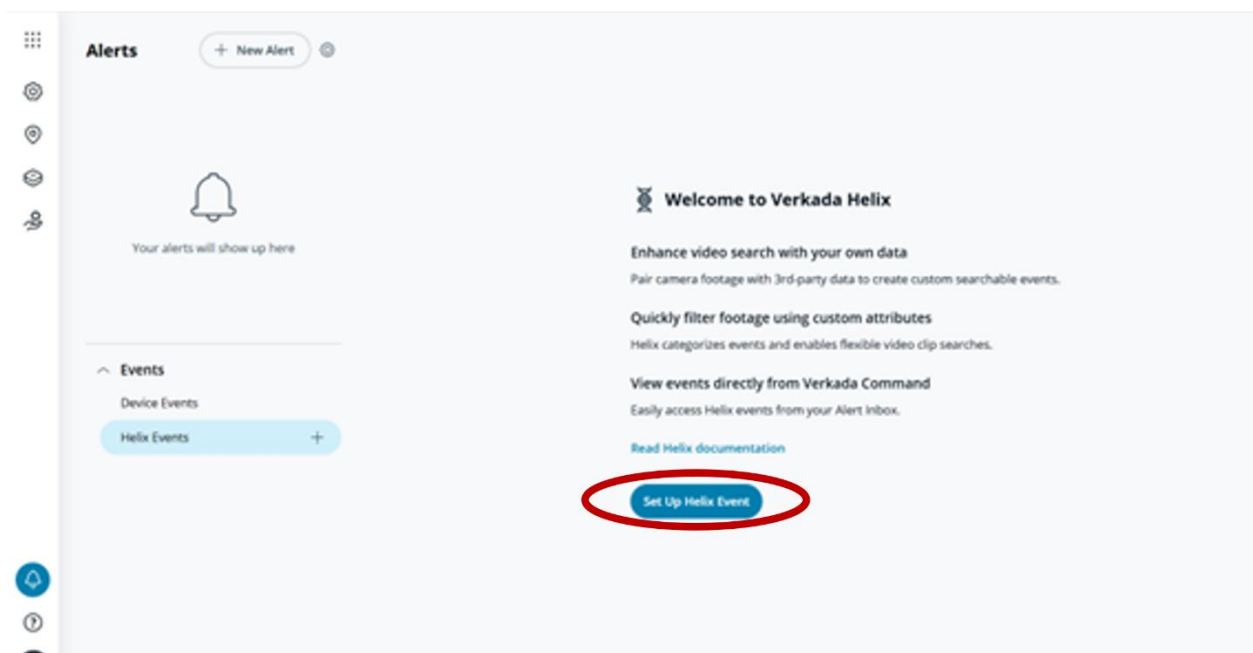 Alerts
+ New Alert
Your alerts will show up here
Events
Device Events
Helix Events +
Welcome to Verkada Helix
Enhance video search with your own data
Pair camera footage with 3rd-party data to create custom searchable events.
Quickly filter footage using custom attributes
Helix categorizes events and enables flexible video clip searches.
View events directly from Verkada Command
Easily access Helix events from your Alert Inbox.
Read Helix documentation
Set Up Helix Event